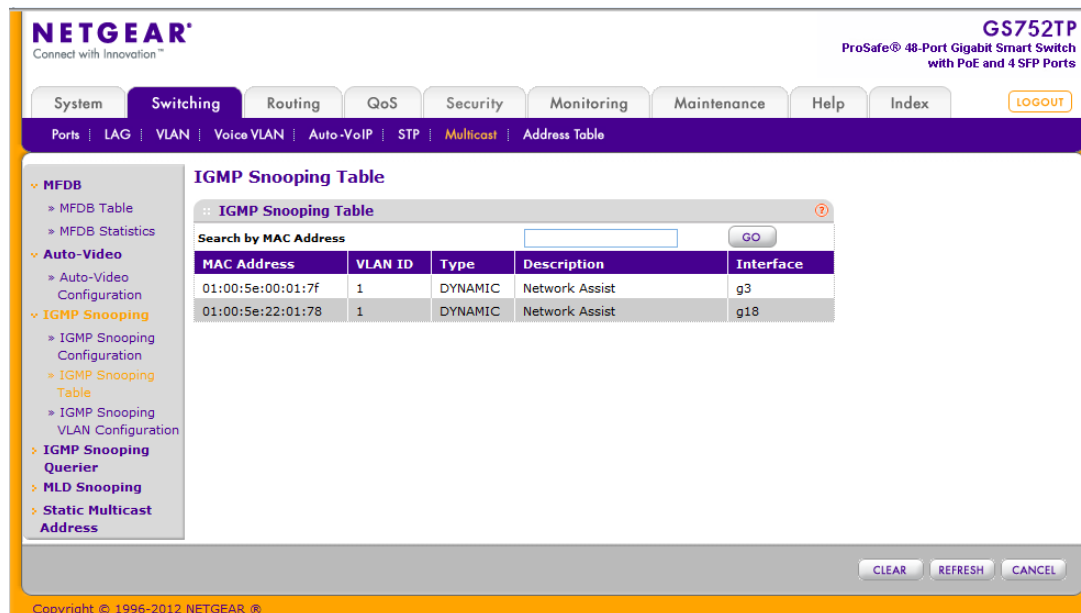 NETGEAR®
Connect with Innovation™
GS752TP
ProSafe® 48-Port Gigabit Smart Switch
with PoE and 4 SFP Ports
System Switching Routing QoS Security Monitoring Maintenance Help Index LOGOUT
Ports LAG VLAN Voice VLAN Auto-VoIP STP Multicast Address Table
MFDB
» MFDB Table
» MFDB Statistics
Auto-Video
» Auto-Video
Configuration
IGMP Snooping
» IGMP Snooping
Configuration
» IGMP Snooping
Table
» IGMP Snooping
VLAN Configuration
IGMP Snooping
Querier
MLD Snooping
Static Multicast
Address
IGMP Snooping Table
IGMP Snooping Table ?
Search by MAC Address GO
MAC Address VLAN ID Type Description Interface
01:00:5e:00:01:7f 1 DYNAMIC Network Assist g3
01:00:5e:22:01:78 1 DYNAMIC Network Assist g18
CLEAR REFRESH CANCEL
Copyright © 1996-2012 NETGEAR ®